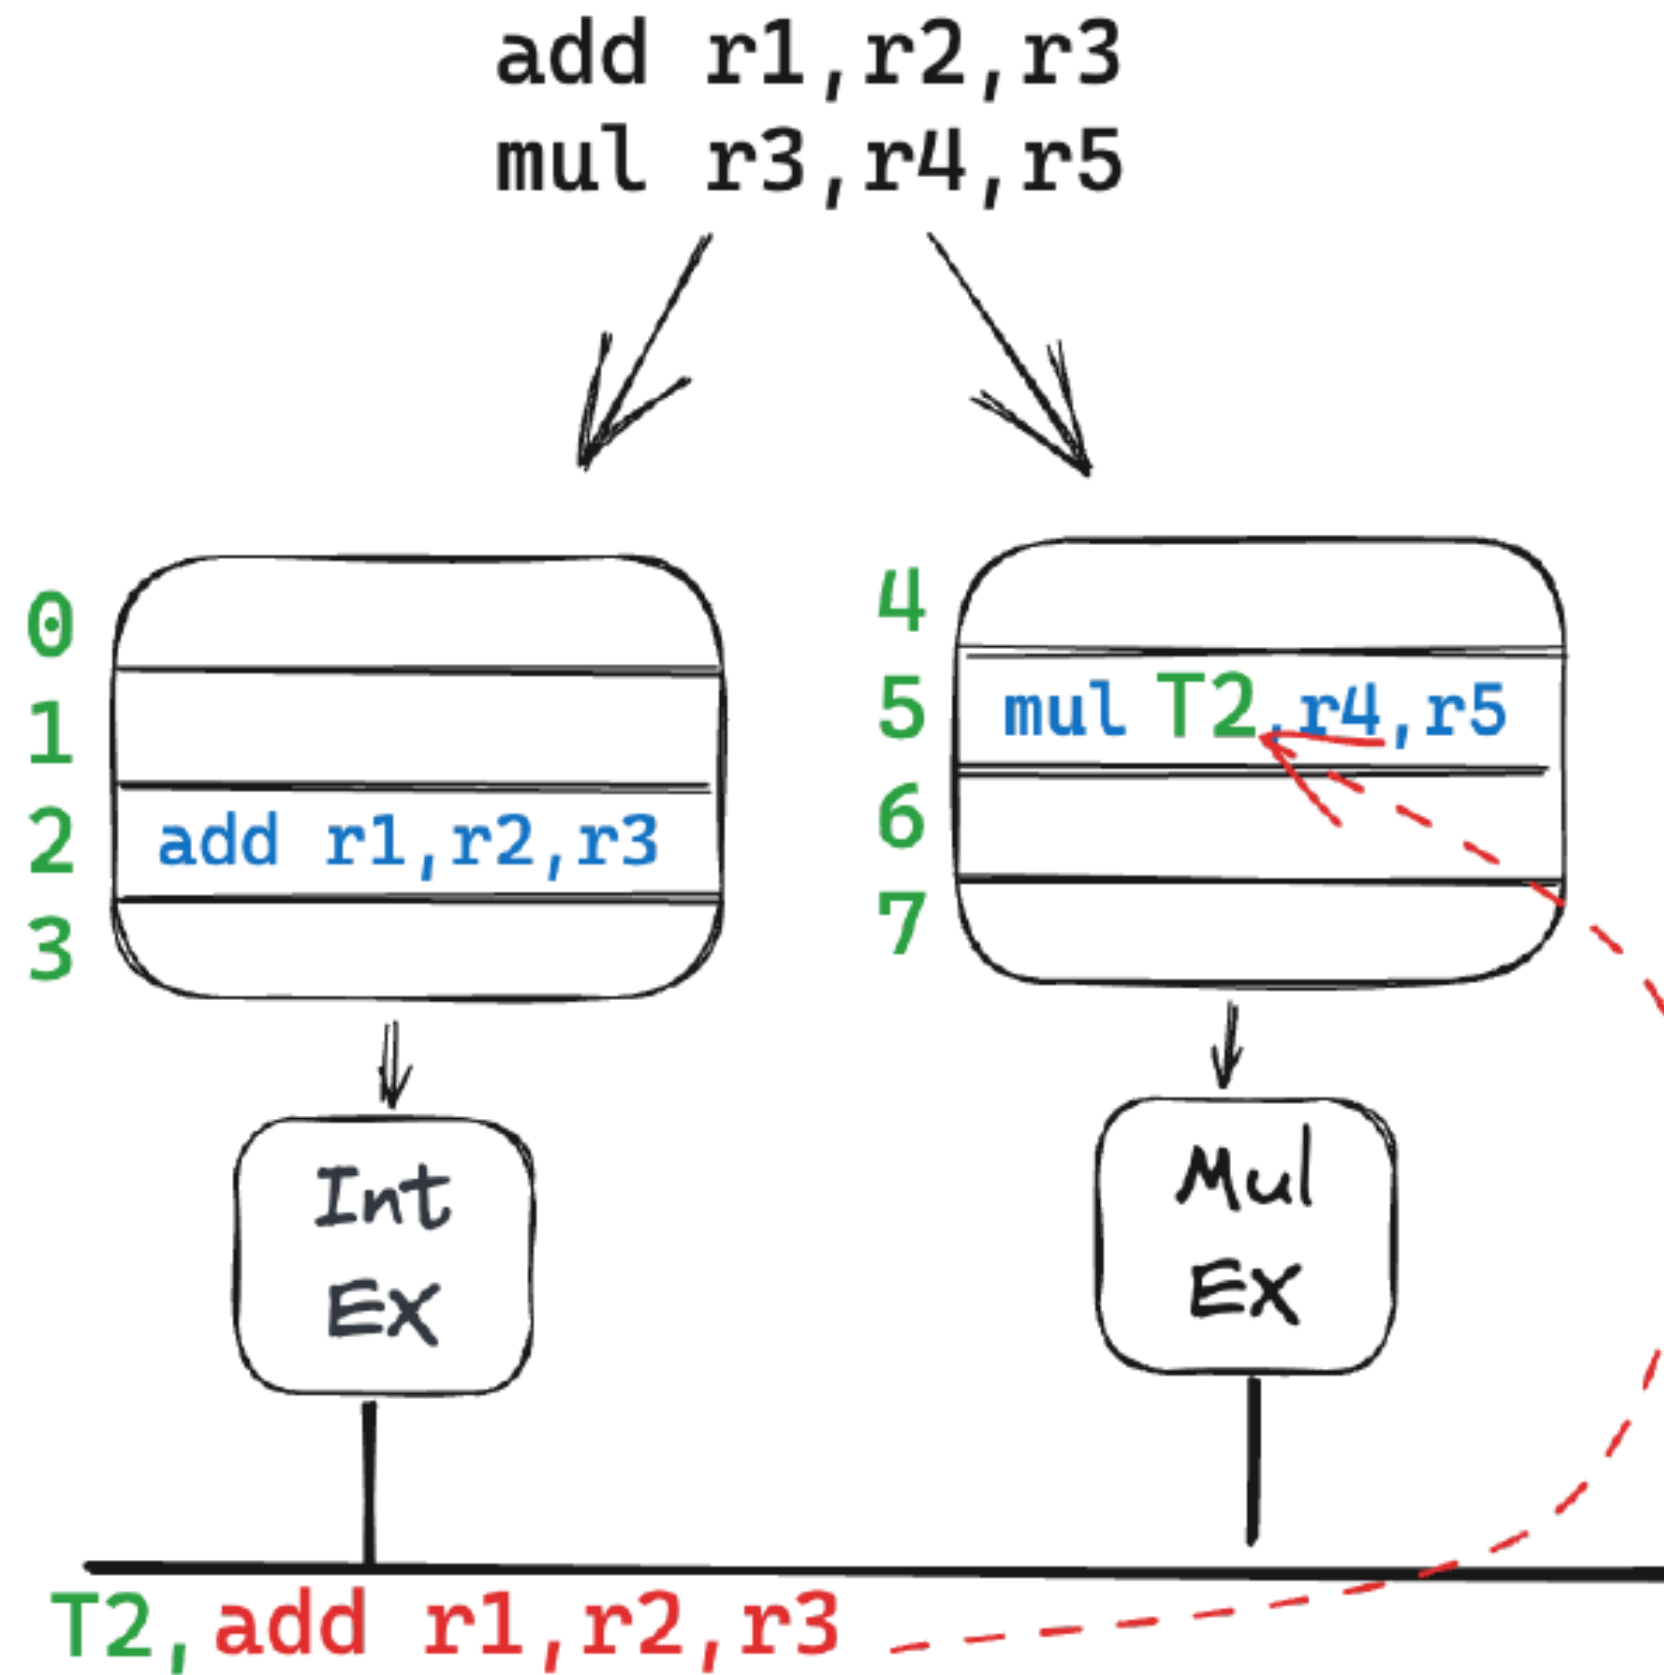 add r1,r2,r3
mul r3,r4,r5
0
1
2 add r1,r2,r3
3
4
5 mul T2,r4,r5
6
7
Int
EX
Mul
EX
T2,add r1,r2,r3